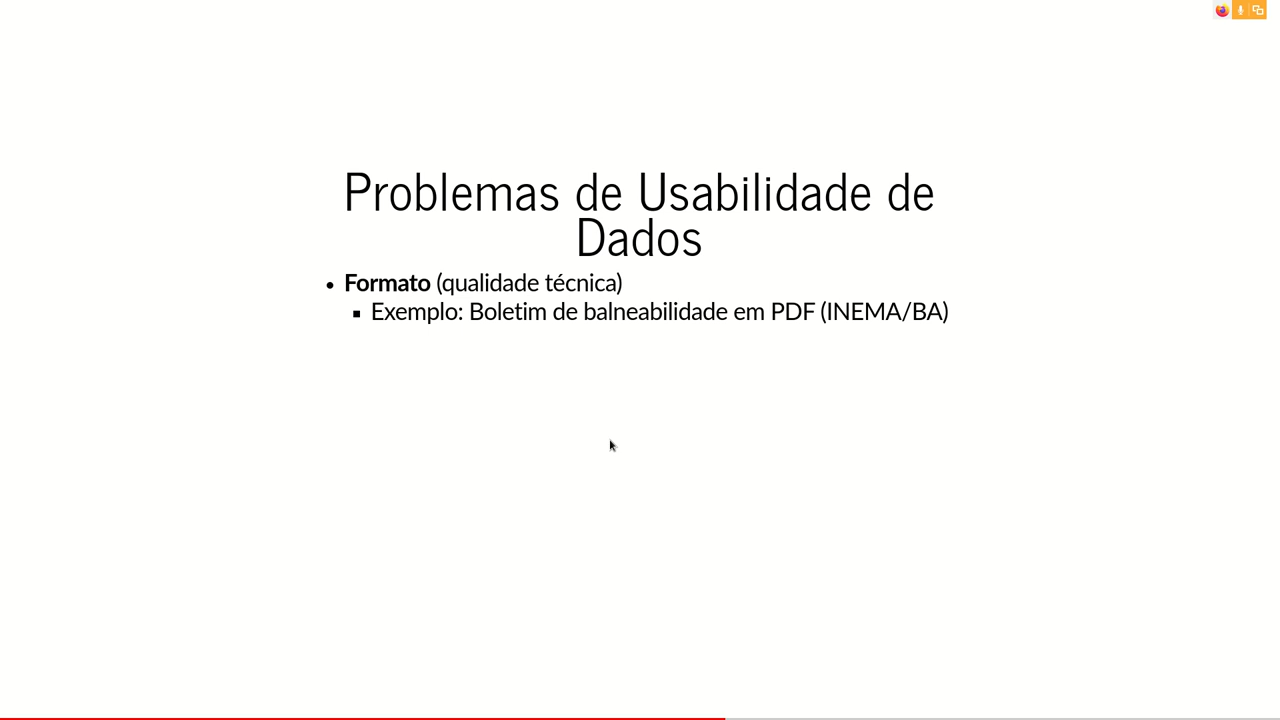 Problemas de Usabilidade de
Dados
• Formato (qualidade técnica)
▪ Exemplo: Boletim de balneabilidade em PDF (INEMA/BA)